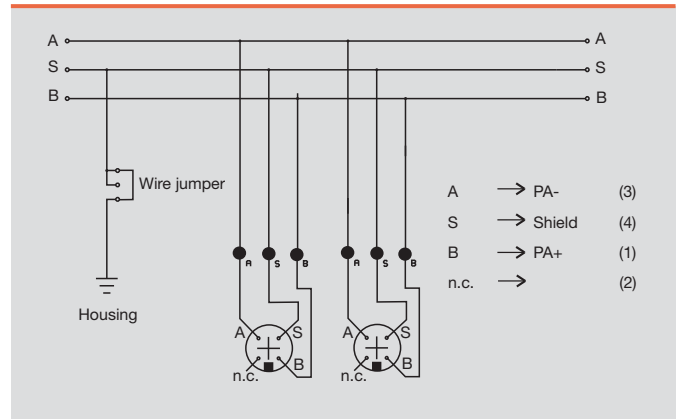 A A
S S
B B
Wire jumper
A → PA- (3)
S → Shield (4)
B → PA+ (1)
n.c. → (2)
A S B A S B
Housing
A S A S
B B
n.c. n.c.